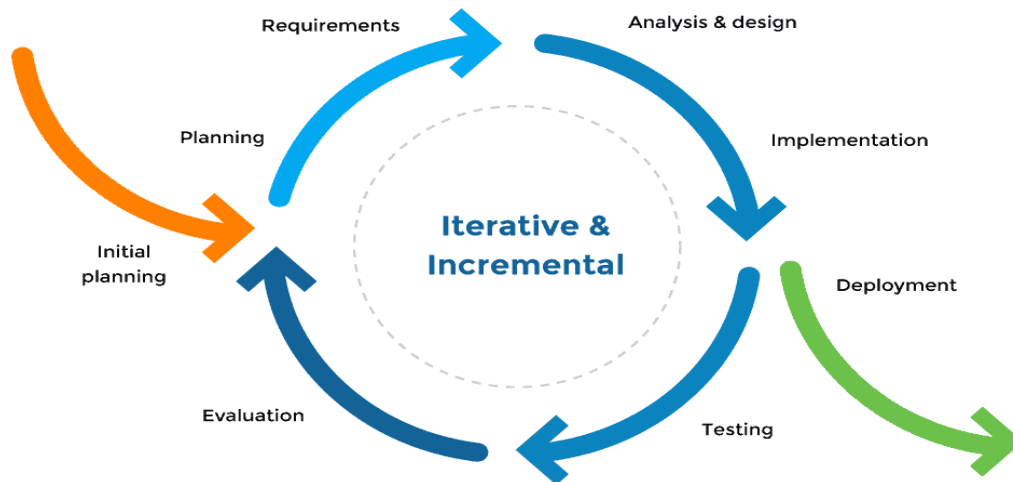 Requirements
Analysis & design
Planning
Implementation
Iterative &
Incremental
Initial
planning
Deployment
Evaluation
Testing